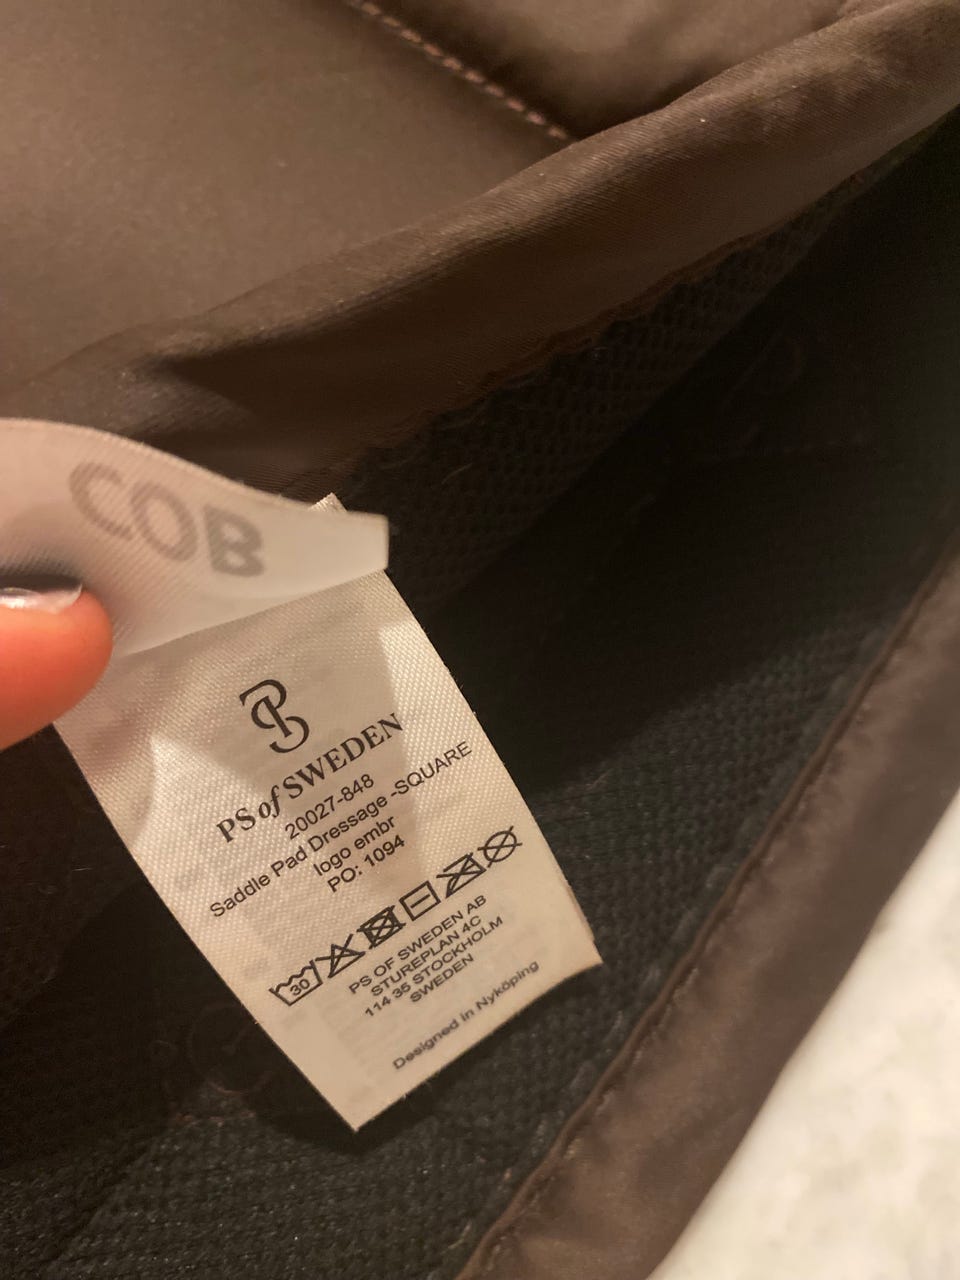 COB
PS of SWEDEN
20027-848
Saddle Pad Dressage -SQUARE
logo embr
PO: 1094
30
PS OF SWEDEN AB
STUREPLAN 4C
114 35 STOCKHOLM
SWEDEN
Designed in Nyköping